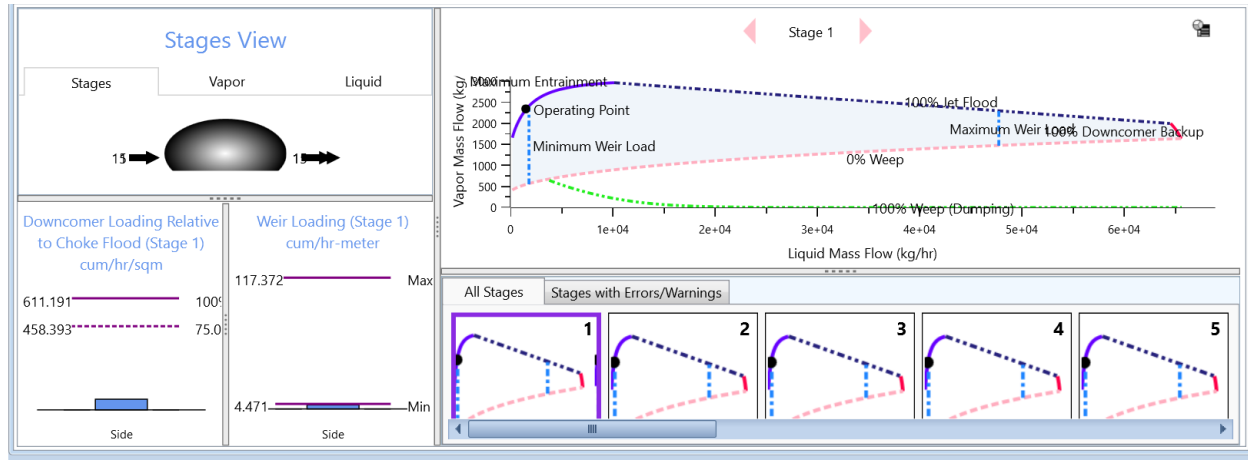 Stages View
Stages
Vapor
Liquid
15
15
Downcomer Loading Relative
to Choke Flood (Stage 1)
cum/hr/sqm
611.191
100%
458.393
75.0
Side
Weir Loading (Stage 1)
cum/hr-meter
117.372
Max
4.471
Min
Side
Stage 1
Vapor Mass Flow (kg/
3000
2500
2000
1500
1000
500
0
Maximum Entrainment
Operating Point
Minimum Weir Load
100% Jet Flood
Maximum Weir Load
100% Downcomer Backup
0% Weep
100% Weep (Dumping)
0
1e+04
2e+04
3e+04
4e+04
5e+04
6e+04
Liquid Mass Flow (kg/hr)
All Stages
Stages with Errors/Warnings
1
2
3
4
5